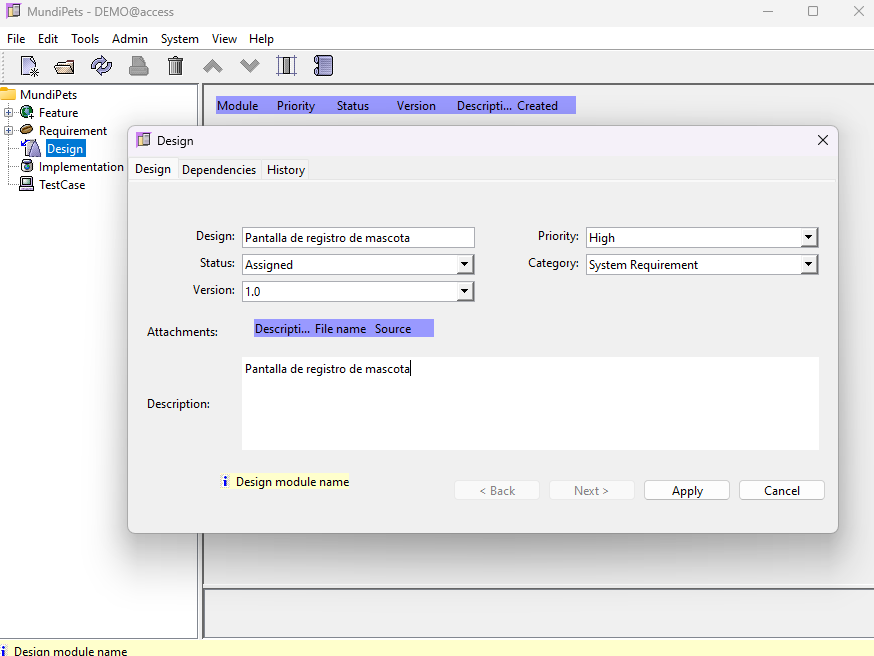 MundiPets - DEMO@access
File Edit Tools Admin System View Help
MundiPets
Feature
Requirement
Design
Implementation
TestCase
Module Priority Status Version Descripti... Created
Design
Design Dependencies History
Design: Pantalla de registro de mascota
Priority: High
Status: Assigned
Category: System Requirement
Version: 1.0
Attachments: Descripti... File name Source
Description: Pantalla de registro de mascota
Design module name
< Back Next > Apply Cancel
Design module name